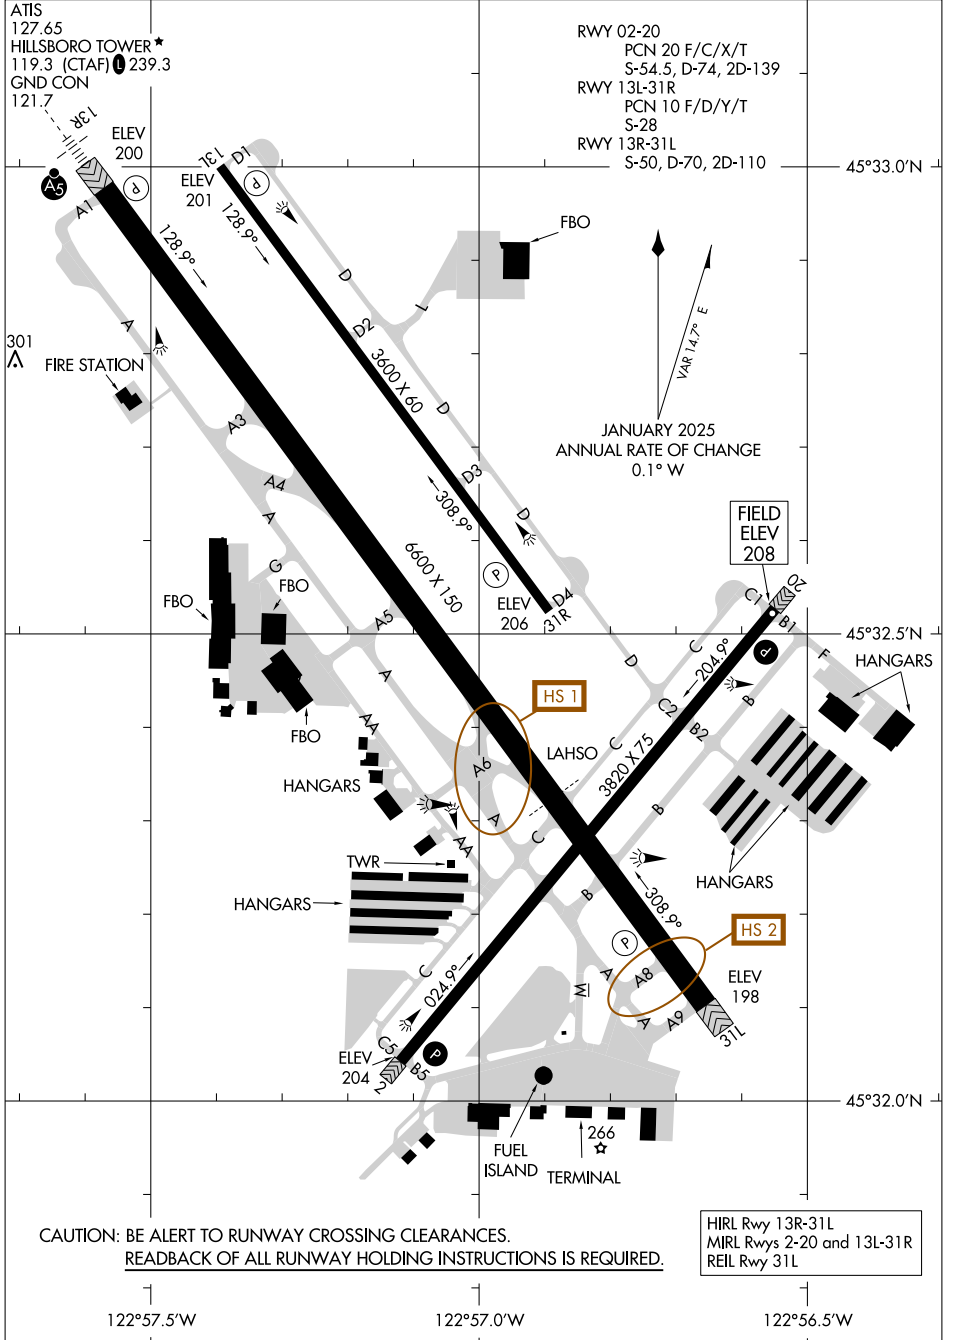 ATIS
127.65
HILLSBORO TOWER★
119.3 (CTAF) L 239.3
GND CON
121.7
RWY 02-20
PCN 20 F/C/X/T
S-54.5, D-74, 2D-139
RWY 13L-31R
PCN 10 F/D/Y/T
S-28
RWY 13R-31L
S-50, D-70, 2D-110
13R
ELEV
200
13L
D1
45°33.0'N
A5
P
ELEV
201
P
A1
128.9°
128.9°
FBO
D
L
VAR 14.7° E
A
D2
301
FIRE STATION
3600 X 60
D
A3
JANUARY 2025
ANNUAL RATE OF CHANGE
0.1° W
D3
A4
308.9°
A
D
FIELD
ELEV
208
6600 X 150
G
P
FBO
FBO
ELEV
206
D4
31R
20
C1
B1
A5
45°32.5'N
C
204.9°
P
F
HANGARS
A
D
HS 1
C2
B
AA
FBO
C
B2
LAHSO
A6
3820 X 75
HANGARS
A
B
C
AA
TWR
HANGARS
B
HANGARS
308.9°
HS 2
P
C
024.9°
A
A8
ELEV
198
W
A
A9
31L
C5
B5
P
ELEV
204
2
45°32.0'N
266
FUEL
ISLAND
TERMINAL
CAUTION: BE ALERT TO RUNWAY CROSSING CLEARANCES.
READBACK OF ALL RUNWAY HOLDING INSTRUCTIONS IS REQUIRED.
HIRL Rwy 13R-31L
MIRL Rwys 2-20 and 13L-31R
REIL Rwy 31L
122°57.5'W
122°57.0'W
122°56.5'W